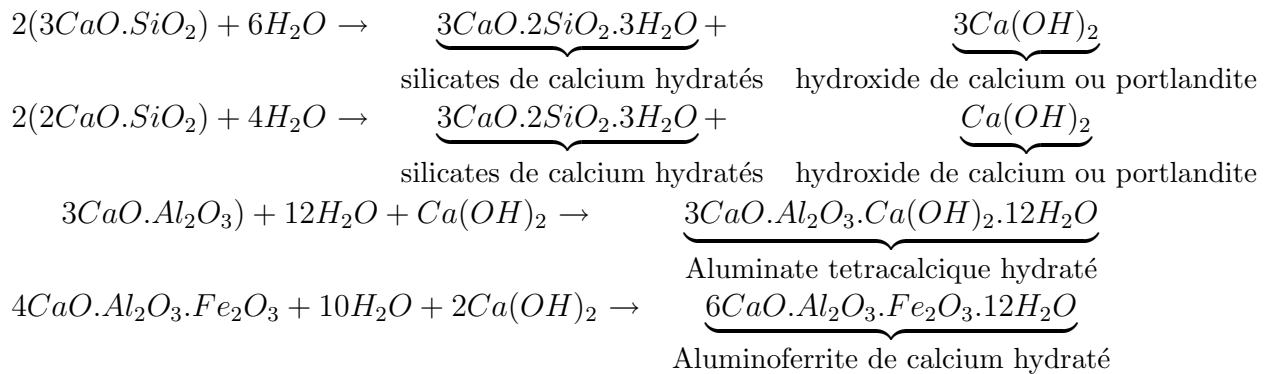 2(3CaO.SiO₂) + 6H₂O → 3CaO.2SiO₂.3H₂O + 3Ca(OH)₂
silicates de calcium hydratés hydroxide de calcium ou portlandite
2(2CaO.SiO₂) + 4H₂O → 3CaO.2SiO₂.3H₂O + Ca(OH)₂
silicates de calcium hydratés hydroxide de calcium ou portlandite
3CaO.Al₂O₃) + 12H₂O + Ca(OH)₂ → 3CaO.Al₂O₃.Ca(OH)₂.12H₂O
Aluminate tetracalcique hydraté
4CaO.Al₂O₃.Fe₂O₃ + 10H₂O + 2Ca(OH)₂ → 6CaO.Al₂O₃.Fe₂O₃.12H₂O
Aluminoferrite de calcium hydraté